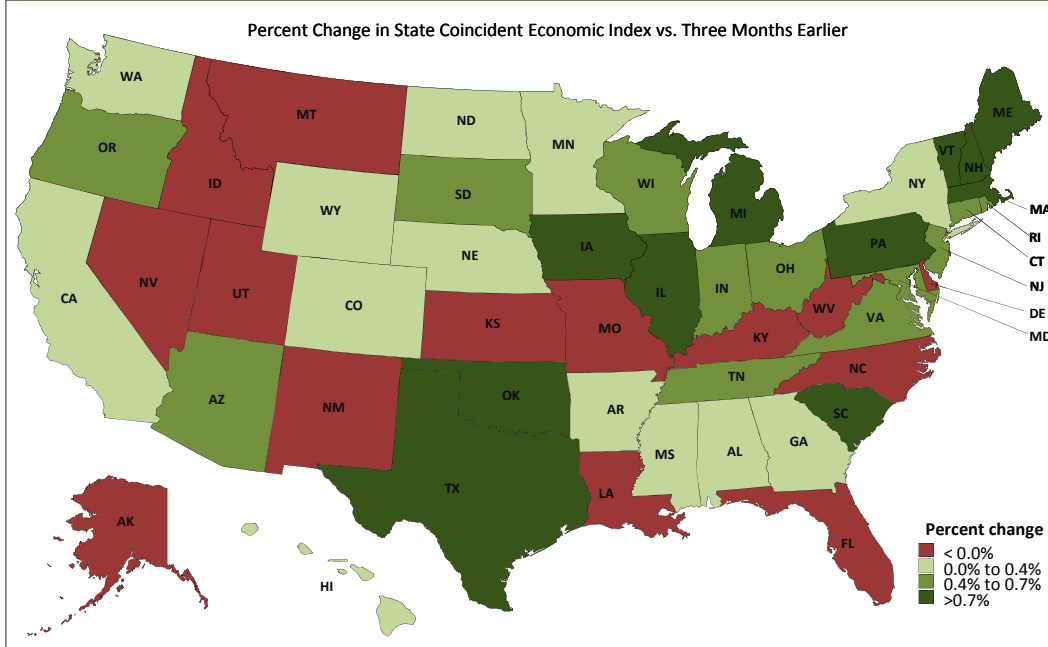 Percent Change in State Coincident Economic Index vs. Three Months Earlier
WA
MT
ND
MN
ME
VT
NH
OR
ID
SD
WI
NY
WY
MI
MA
RI
CT
NJ
DE
MD
NE
IA
PA
NV
UT
CO
IL
IN
OH
CA
KS
MO
WV
VA
KY
NC
TN
AZ
NM
OK
AR
SC
MS
AL
GA
TX
LA
AK
FL
HI
Percent change
< 0.0%
0.0% to 0.4%
0.4% to 0.7%
>0.7%